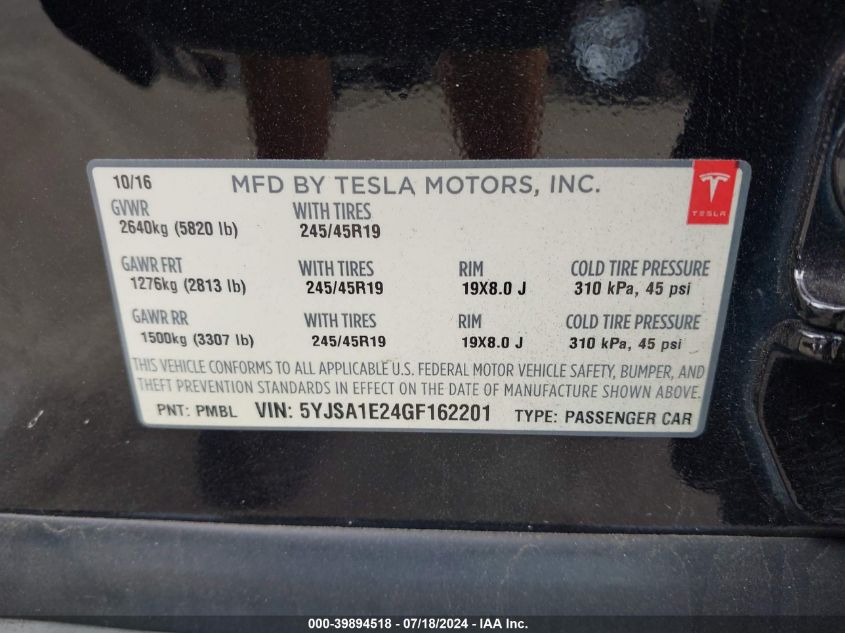 10/16 MFD BY TESLA MOTORS, INC.
TESLA
GVWR WITH TIRES
2640kg (5820 lb) 245/45R19
GAWR FRT WITH TIRES RIM COLD TIRE PRESSURE
1276kg (2813 lb) 245/45R19 19X8.0 J 310 kPa, 45 psi
GAWR RR WITH TIRES RIM COLD TIRE PRESSURE
1500kg (3307 lb) 245/45R19 19X8.0 J 310 kPa, 45 psi
THIS VEHICLE CONFORMS TO ALL APPLICABLE U.S. FEDERAL MOTOR VEHICLE SAFETY, BUMPER, AND
THEFT PREVENTION STANDARDS IN EFFECT ON THE DATE OF MANUFACTURE SHOWN ABOVE.
PNT: PMBL VIN: 5YJSA1E24GF162201 TYPE: PASSENGER CAR
000-39894518 - 07/18/2024 - IAA Inc.